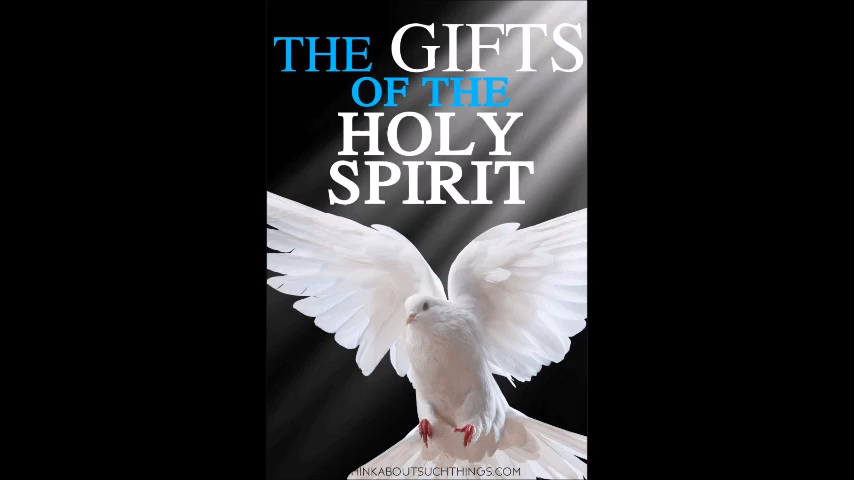 THE GIFTS
OF THE
HOLY
SPIRIT
HINKABOUTSUCHTHINGS.COM